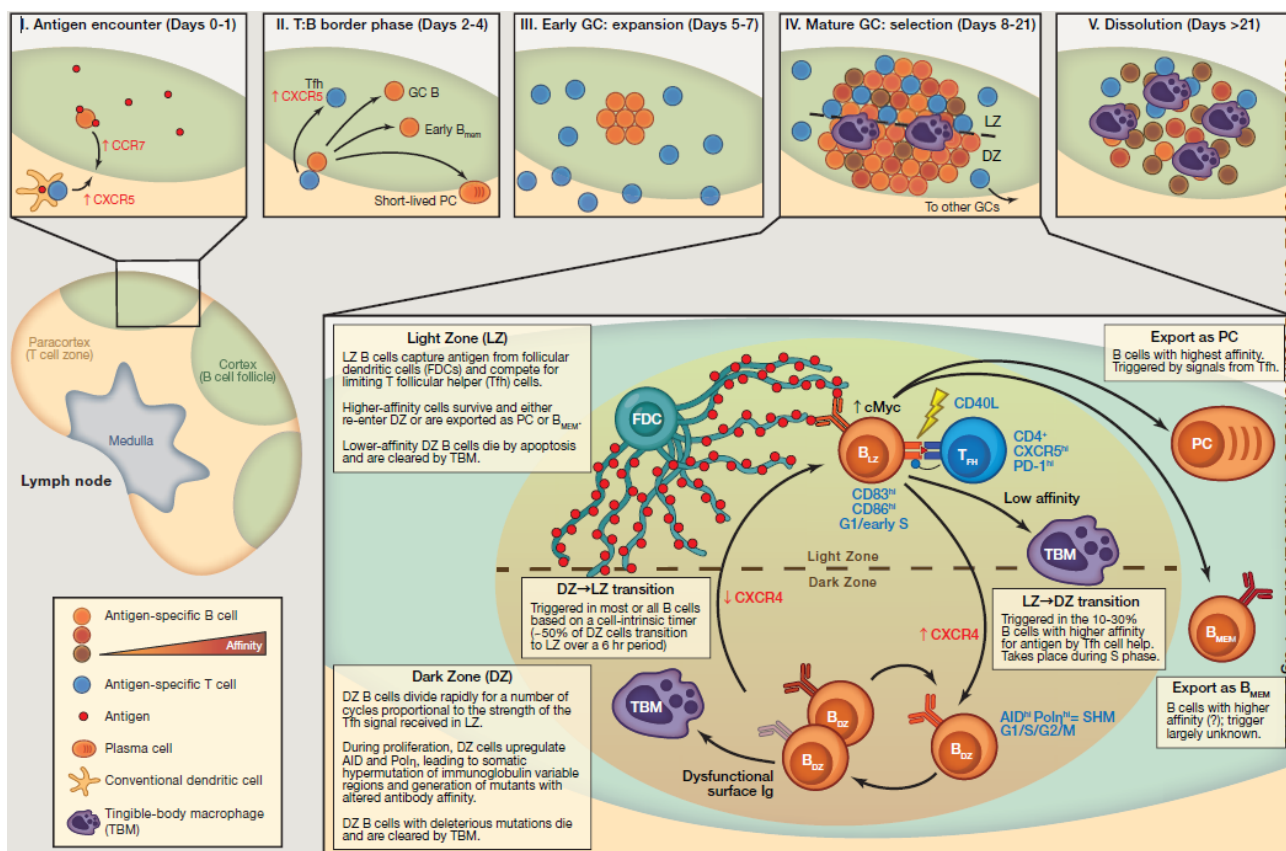 I. Antigen encounter (Days 0-1)
↑ CCR7
↑ CXCR5
II. T:B border phase (Days 2-4)
Tfh
↑ CXCR5
GC B
Early Bmem
Short-lived PC
III. Early GC: expansion (Days 5-7)
IV. Mature GC: selection (Days 8-21)
LZ
DZ
To other GCs
V. Dissolution (Days >21)
Paracortex
(T cell zone)
Cortex
(B cell follicle)
Medulla
Lymph node
Antigen-specific B cell
Affinity
Antigen-specific T cell
Antigen
Plasma cell
Conventional dendritic cell
Tingible-body macrophage
(TBM)
Light Zone (LZ)
LZ B cells capture antigen from follicular
dendritic cells (FDCs) and compete for
limiting T follicular helper (Tfh) cells.
Higher-affinity cells survive and either
re-enter DZ or are exported as PC or BMEM.
Lower-affinity DZ B cells die by apoptosis
and are cleared by TBM.
FDC
↑ cMyc
BLZ
CD83hi
CD86hi
G1/early S
CD40L
TFH
CD4+
CXCR5hi
PD-1hi
Low affinity
TBM
Export as PC
B cells with highest affinity.
Triggered by signals from Tfh.
PC
Light Zone
Dark Zone
DZ→LZ transition
Triggered in most or all B cells
based on a cell-intrinsic timer
(~50% of DZ cells transition
to LZ over a 6 hr period)
↓ CXCR4
↑ CXCR4
LZ→DZ transition
Triggered in the 10-30%
B cells with higher affinity
for antigen by Tfh cell help.
Takes place during S phase.
BMEM
Export as BMEM
B cells with higher
affinity (?); trigger
largely unknown.
Dark Zone (DZ)
DZ B cells divide rapidly for a number of
cycles proportional to the strength of the
Tfh signal received in LZ.
During proliferation, DZ cells upregulate
AID and Polη, leading to somatic
hypermutation of immunoglobulin variable
regions and generation of mutants with
altered antibody affinity.
DZ B cells with deleterious mutations die
and are cleared by TBM.
TBM
Dysfunctional
surface Ig
BDZ
BDZ
BDZ
AIDhi Polηhi= SHM
G1/S/G2/M